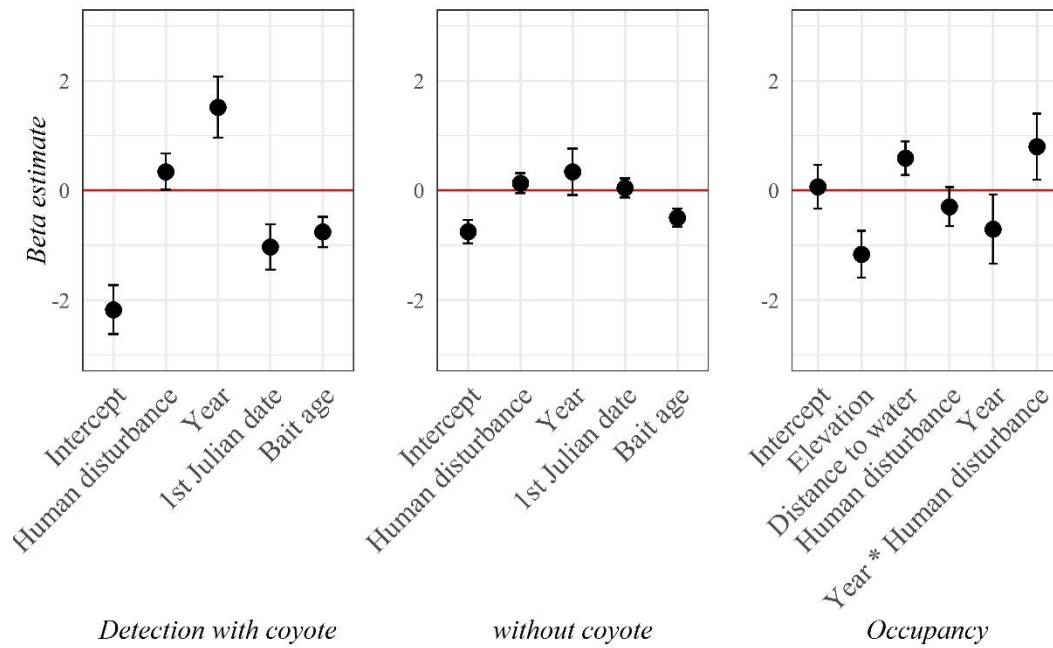 Beta estimate
2
0
-2
2
0
-2
2
0
-2
Intercept
Human disturbance
Year
1st Julian date
Bait age
Intercept
Human disturbance
Year
1st Julian date
Bait age
Intercept
Elevation
Distance to water
Human disturbance
Year
Year * Human disturbance
Detection with coyote
without coyote
Occupancy